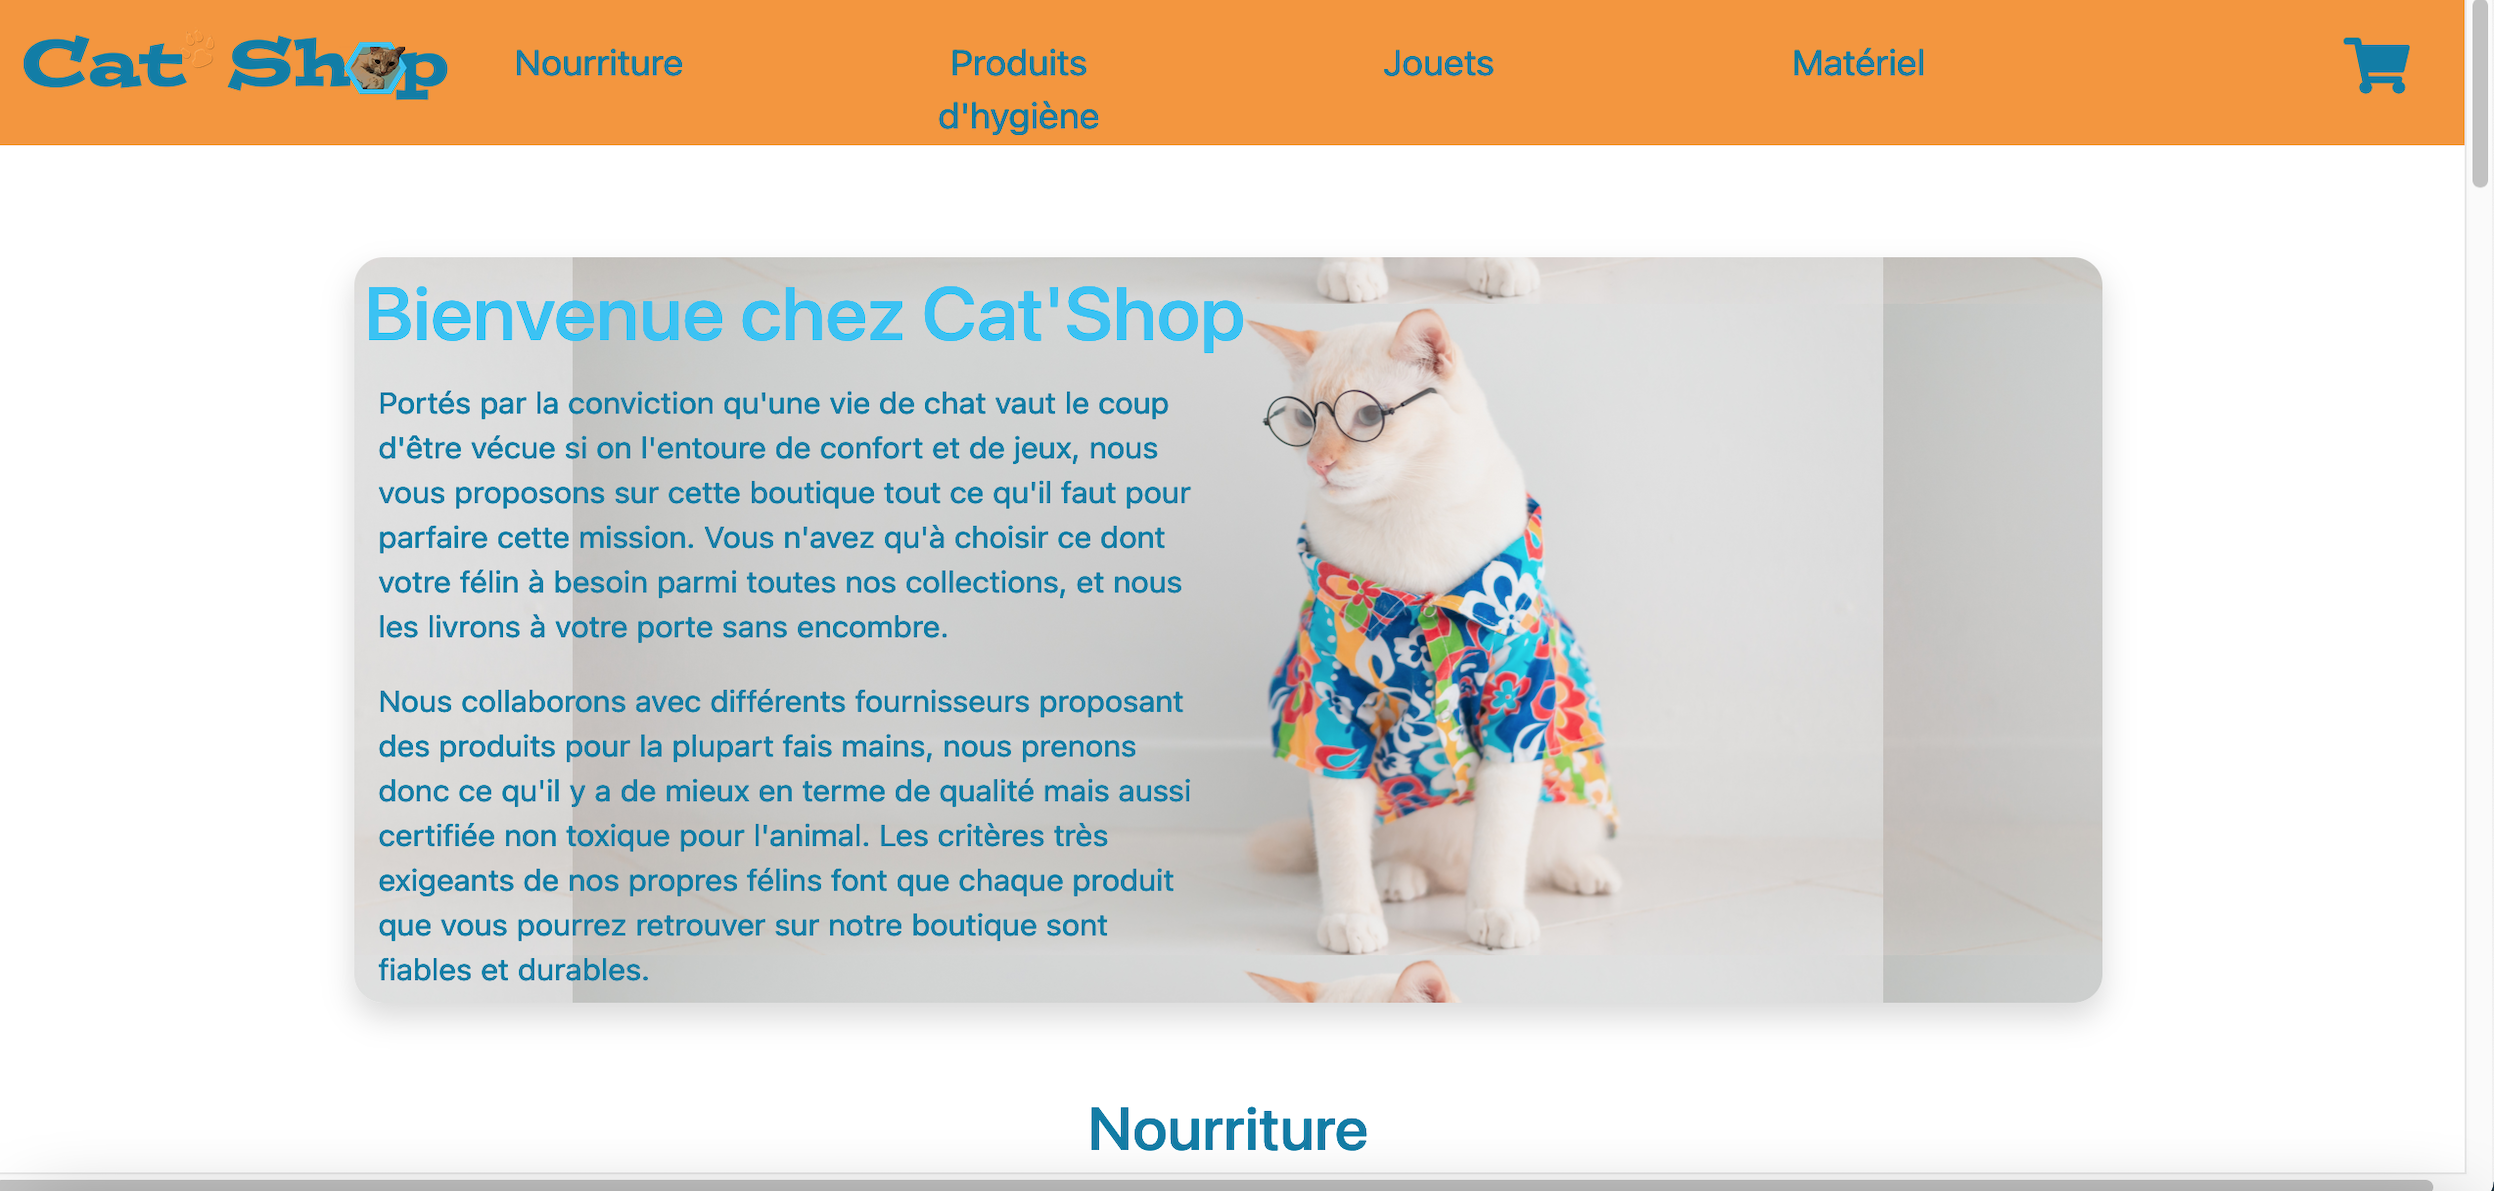 Cat' Shop
Nourriture
Produits
d'hygiène
Jouets
Matériel
Bienvenue chez Cat'Shop
Portés par la conviction qu'une vie de chat vaut le coup
d'être vécue si on l'entoure de confort et de jeux, nous
vous proposons sur cette boutique tout ce qu'il faut pour
parfaire cette mission. Vous n'avez qu'à choisir ce dont
votre félin à besoin parmi toutes nos collections, et nous
les livrons à votre porte sans encombre.
Nous collaborons avec différents fournisseurs proposant
des produits pour la plupart fais mains, nous prenons
donc ce qu'il y a de mieux en terme de qualité mais aussi
certifiée non toxique pour l'animal. Les critères très
exigeants de nos propres félins font que chaque produit
que vous pourrez retrouver sur notre boutique sont
fiables et durables.
Nourriture